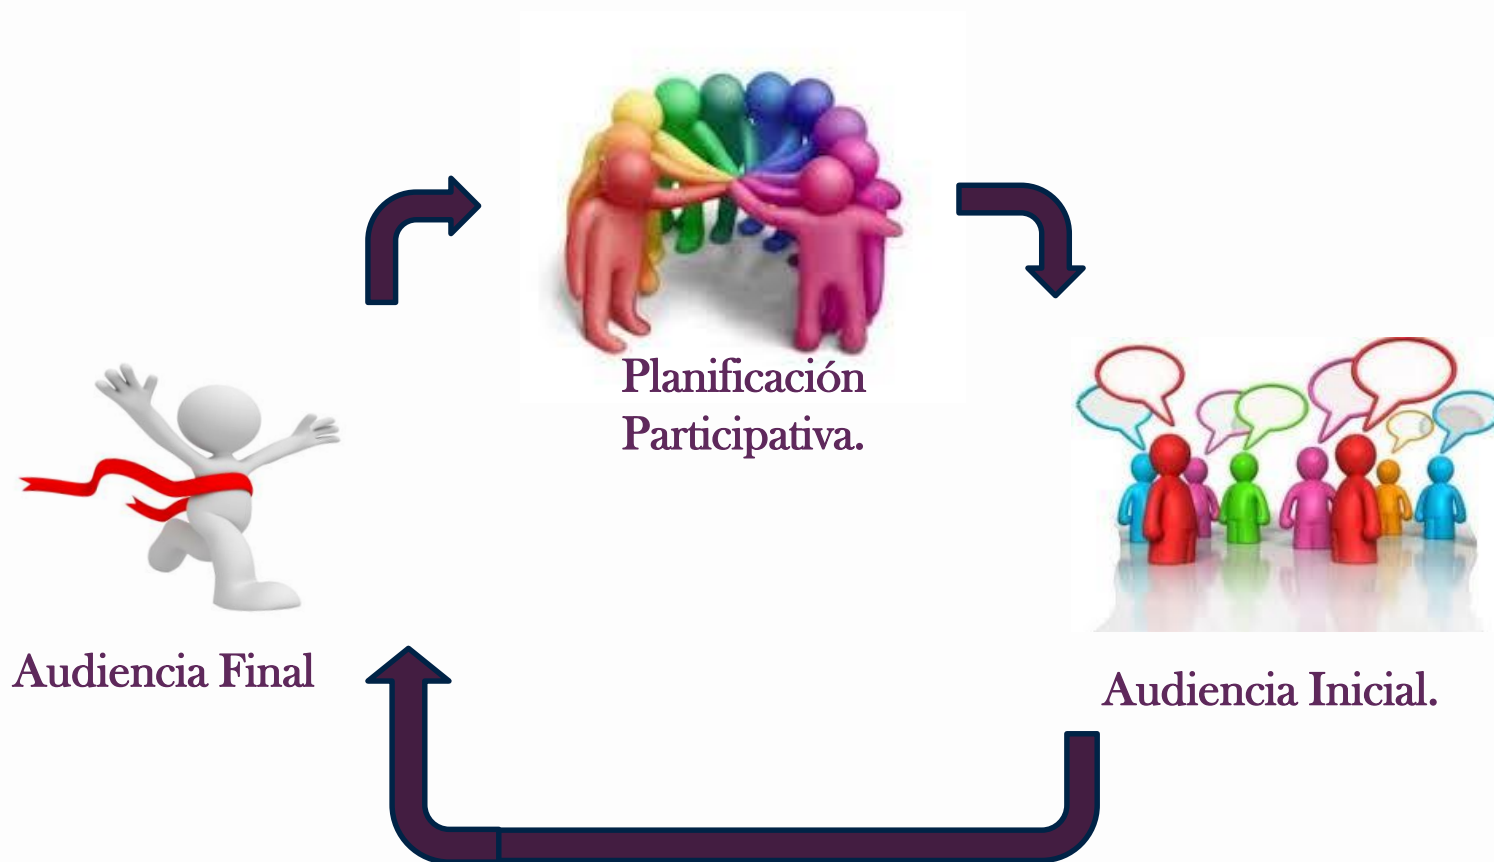 Planificación
Participativa.
Audiencia Final
Audiencia Inicial.